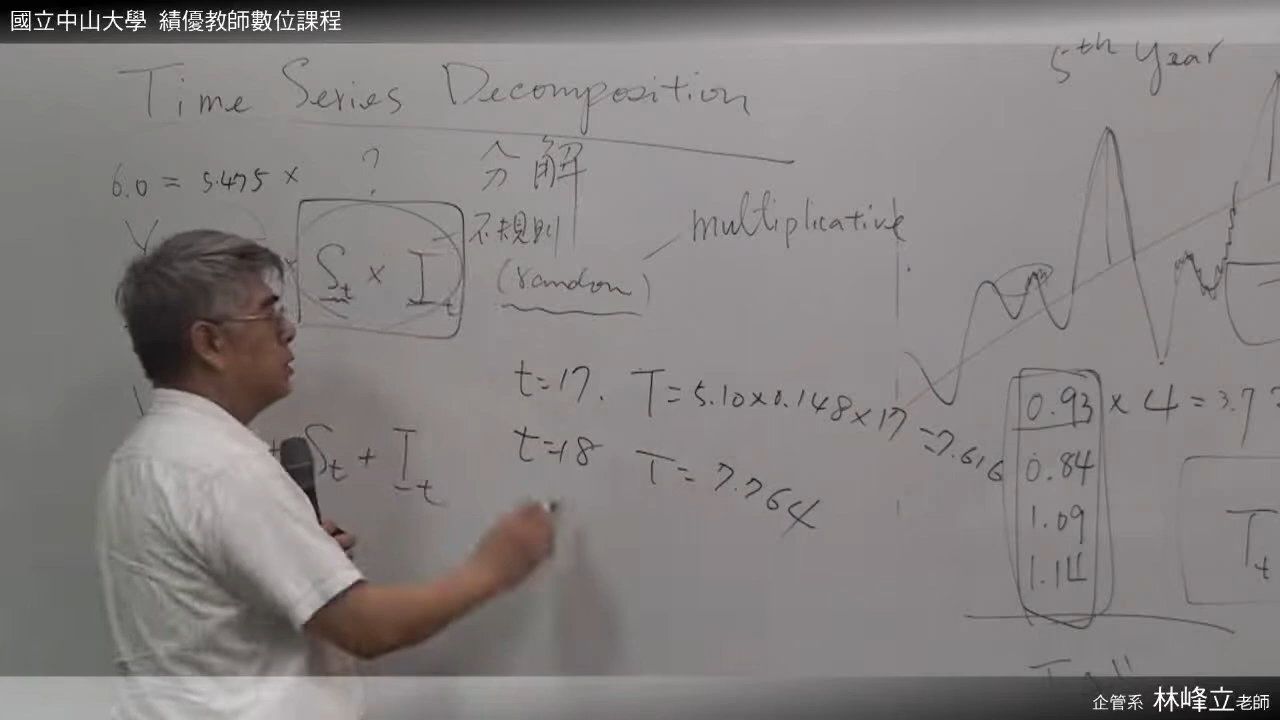 國立中山大學 績優教師數位課程
Time Series Decomposition
5th year
6.0 = 5.475 × ?
分解
Y
St × It
不規則
(random)
multiplicative
t=17. T=5.10×0.148×17=7.616
t=18 T=7.764
St + It
0.93 × 4 = 3.7
0.84
1.09
1.14
Tt
企管系 林峰立老師